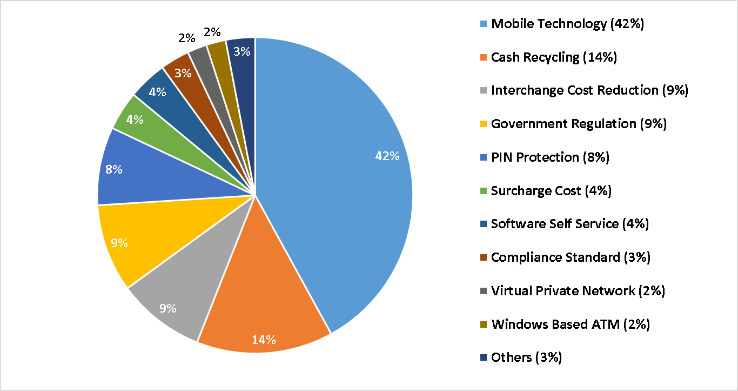 2%
2%
3%
3%
4%
4%
8%
9%
9%
14%
42%
Mobile Technology (42%)
Cash Recycling (14%)
Interchange Cost Reduction (9%)
Government Regulation (9%)
PIN Protection (8%)
Surcharge Cost (4%)
Software Self Service (4%)
Compliance Standard (3%)
Virtual Private Network (2%)
Windows Based ATM (2%)
Others (3%)